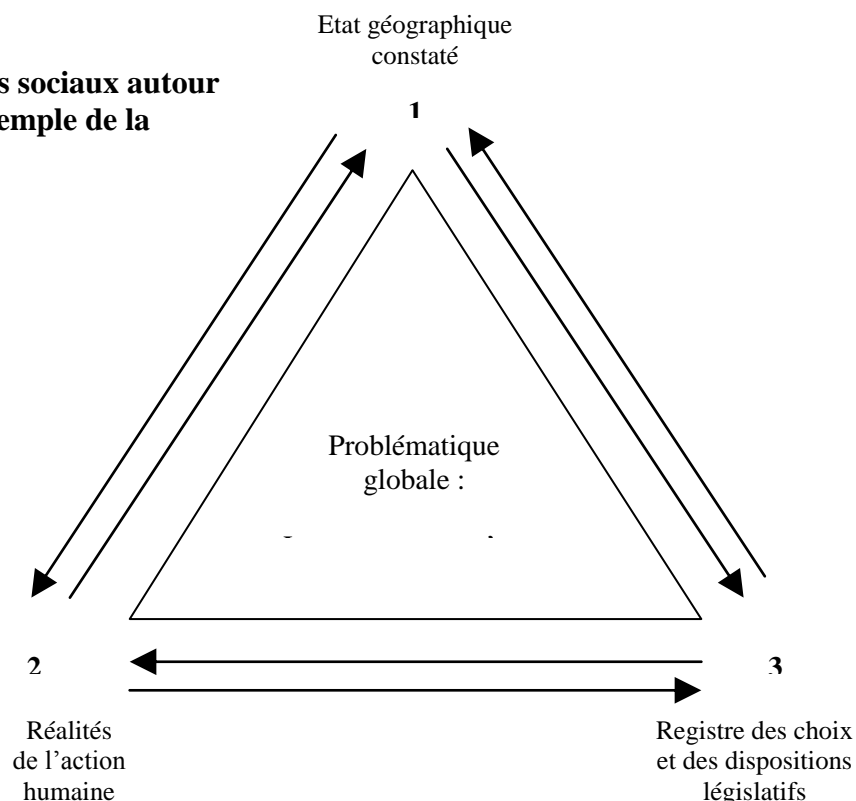 Etat géographique
constaté
s sociaux autour
emple de la
1
Problématique
globale :
2
3
Réalités
de l’action
humaine
Registre des choix
et des dispositions
législatifs